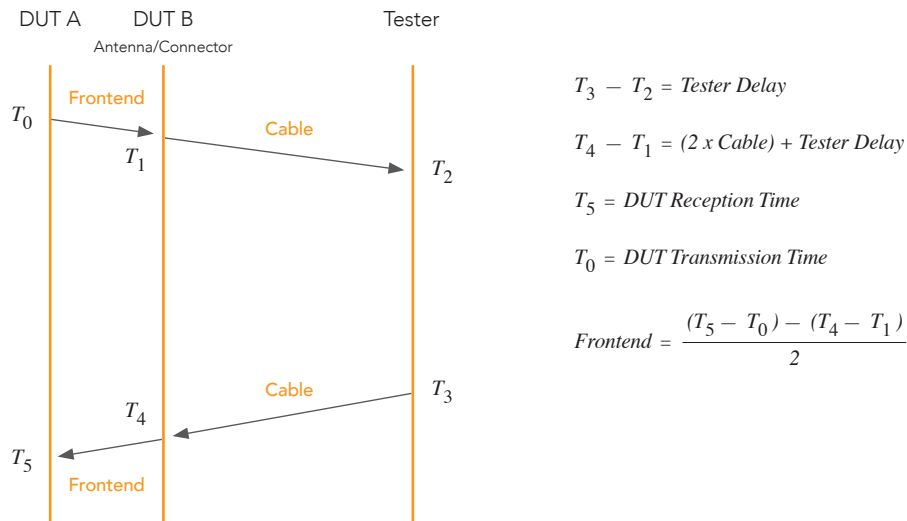 DUT A
DUT B
Tester
Antenna/Connector
Frontend
T0
Cable
T1
T2
Cable
T3
T4
T5
Frontend
T3 − T2 = Tester Delay
T4 − T1 = (2 x Cable) + Tester Delay
T5 = DUT Reception Time
T0 = DUT Transmission Time
Frontend = (T5 − T0) − (T4 − T1)
2